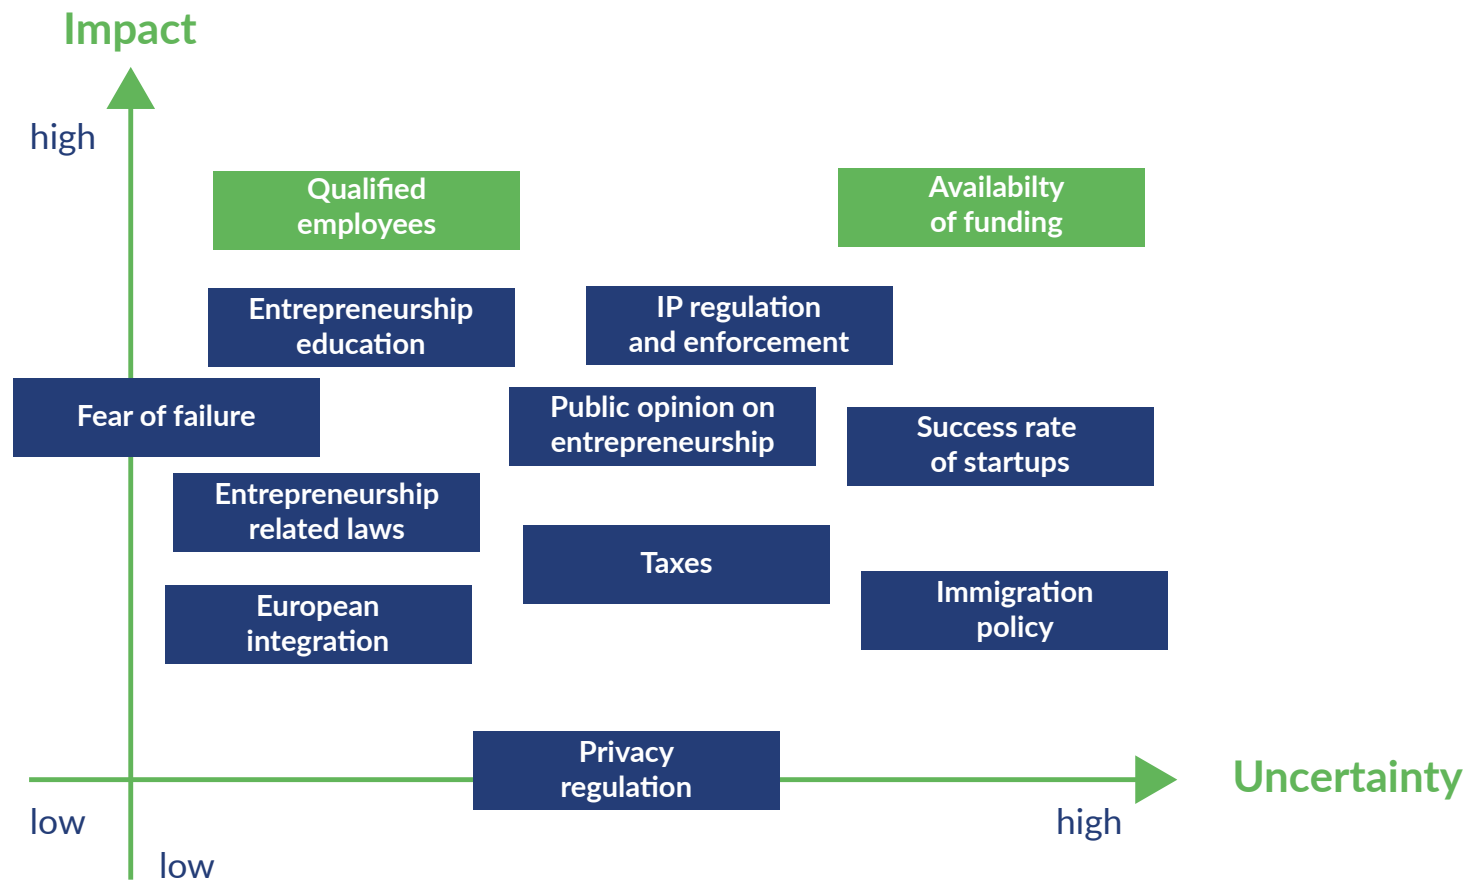 Impact
high
Qualified
employees
Availabilty
of funding
Entrepreneurship
education
IP regulation
and enforcement
Fear of failure
Public opinion on
entrepreneurship
Success rate
of startups
Entrepreneurship
related laws
Taxes
European
integration
Immigration
policy
Privacy
regulation
Uncertainty
low
high
low